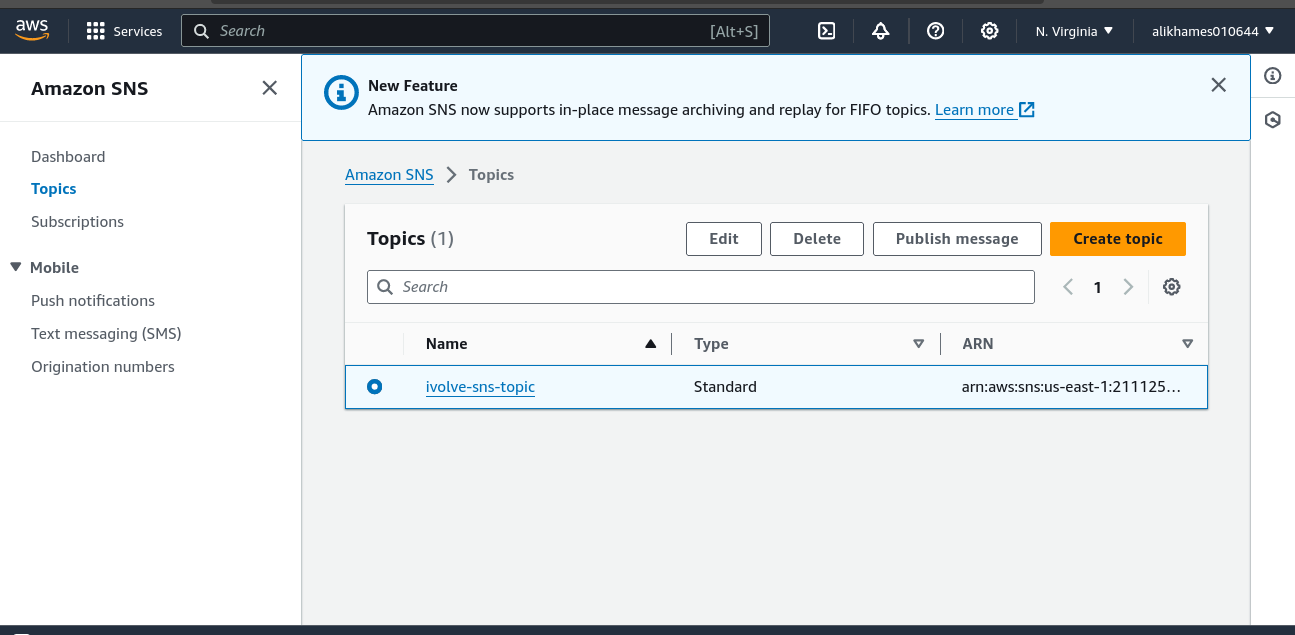 aws
Services
Search
[Alt+S]
N. Virginia
alikhames010644
Amazon SNS
Dashboard
Topics
Subscriptions
Mobile
Push notifications
Text messaging (SMS)
Origination numbers
New Feature
Amazon SNS now supports in-place message archiving and replay for FIFO topics. Learn more
Amazon SNS Topics
Topics (1)
Edit
Delete
Publish message
Create topic
Search
1
Name Type ARN
ivolve-sns-topic Standard arn:aws:sns:us-east-1:211125...